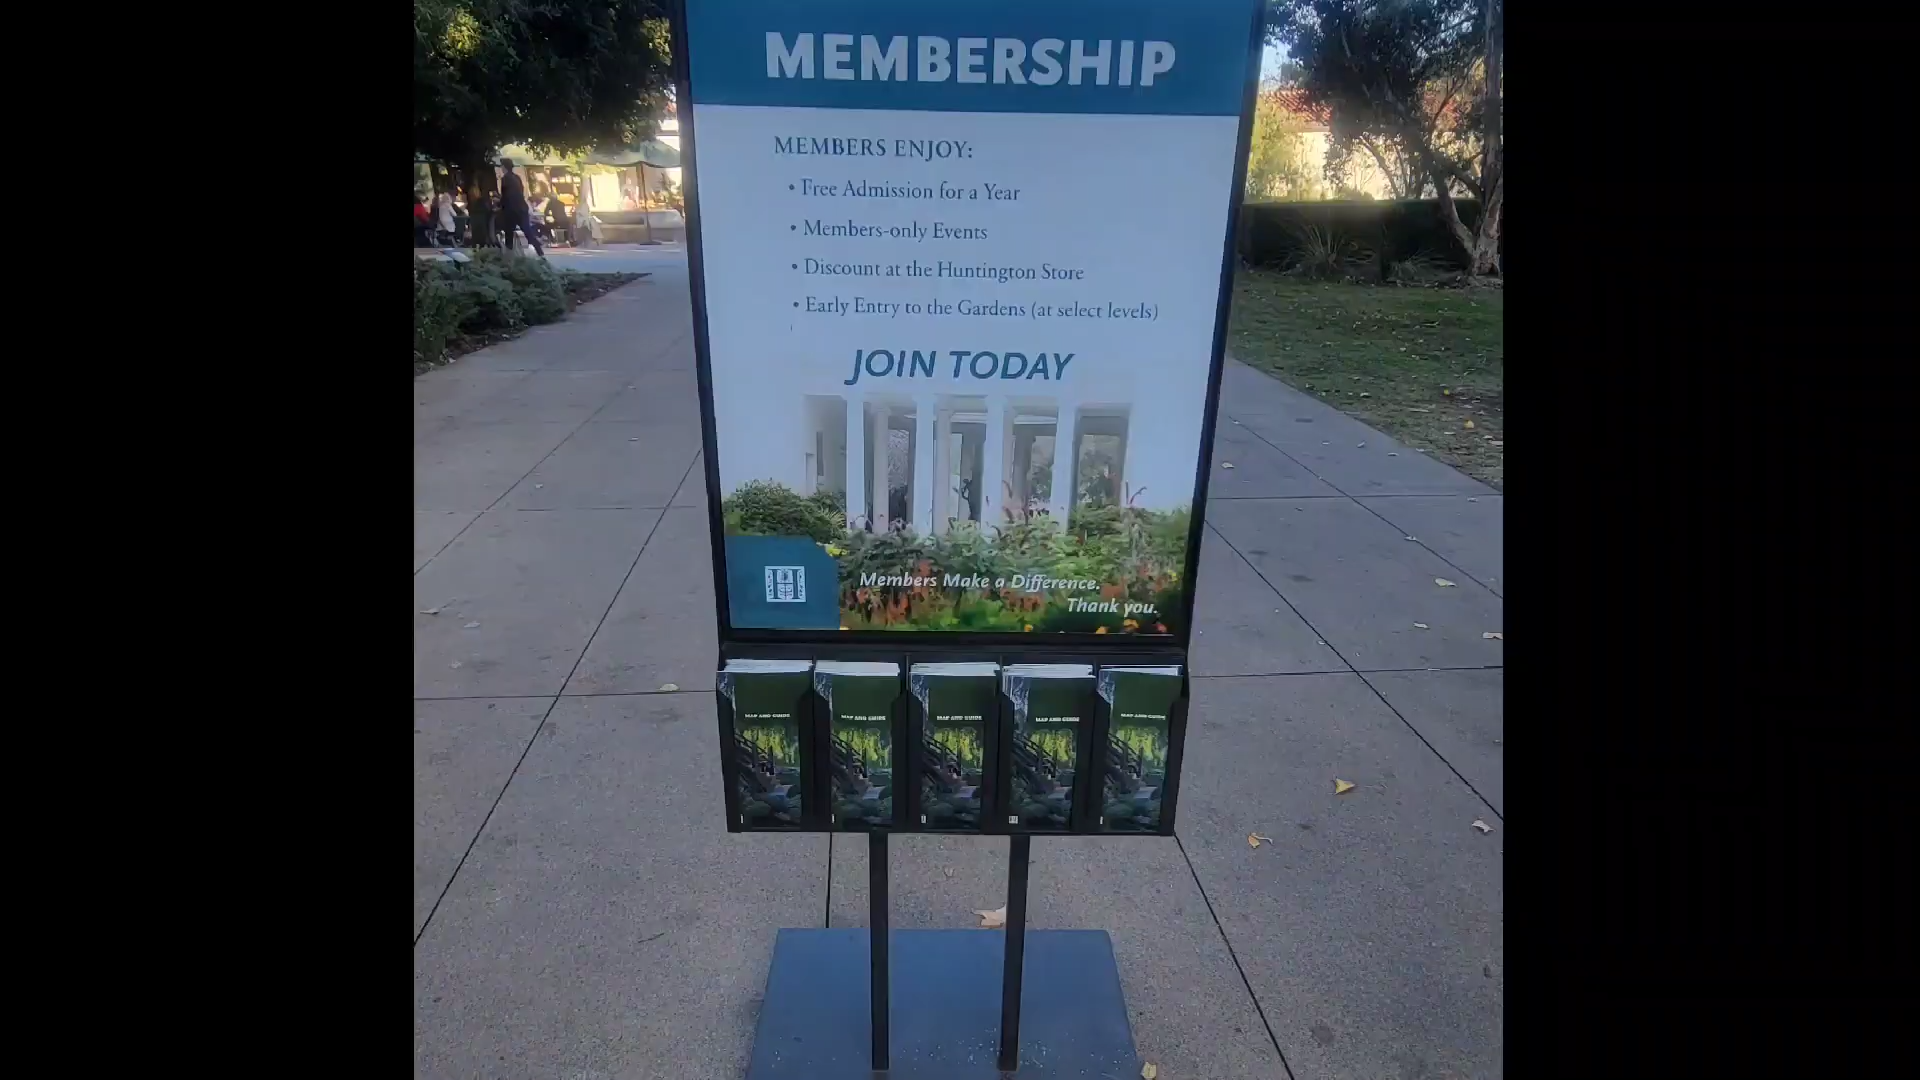 MEMBERSHIP
MEMBERS ENJOY:
• Free Admission for a Year
• Members-only Events
• Discount at the Huntington Store
• Early Entry to the Gardens (at select levels)
JOIN TODAY
H
Members Make a Difference.
Thank you.
MAP AND GUIDE
MAP AND GUIDE
MAP AND GUIDE
MAP AND GUIDE
MAP AND GUIDE